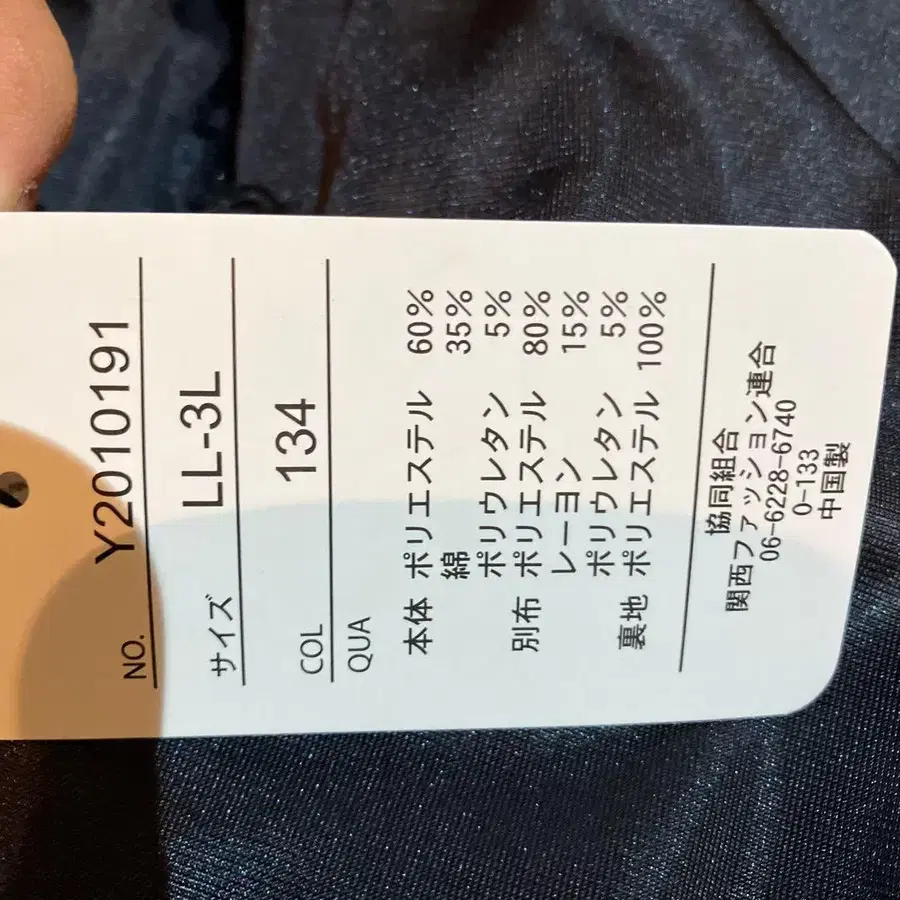 NO. Y2010191
サイズ LL-3L
COL 134
QUA
本体 ポリエステル 60%
綿 35%
ポリウレタン 5%
別布 ポリエステル 80%
レーヨン 15%
ポリウレタン 5%
裏地 ポリエステル 100%
協同組合
関西ファッション連合
06-6228-6740
0-133
中国製